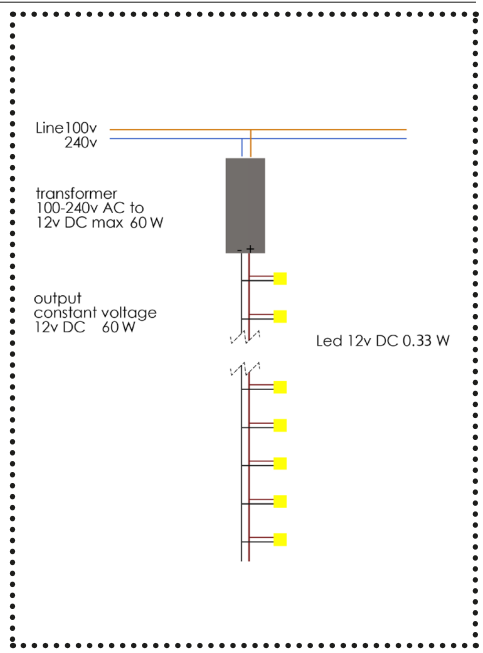 Line100v
240v
transformer
100-240v AC to
12v DC max 60 W
- +
output
constant voltage
12v DC 60 W
Led 12v DC 0.33 W